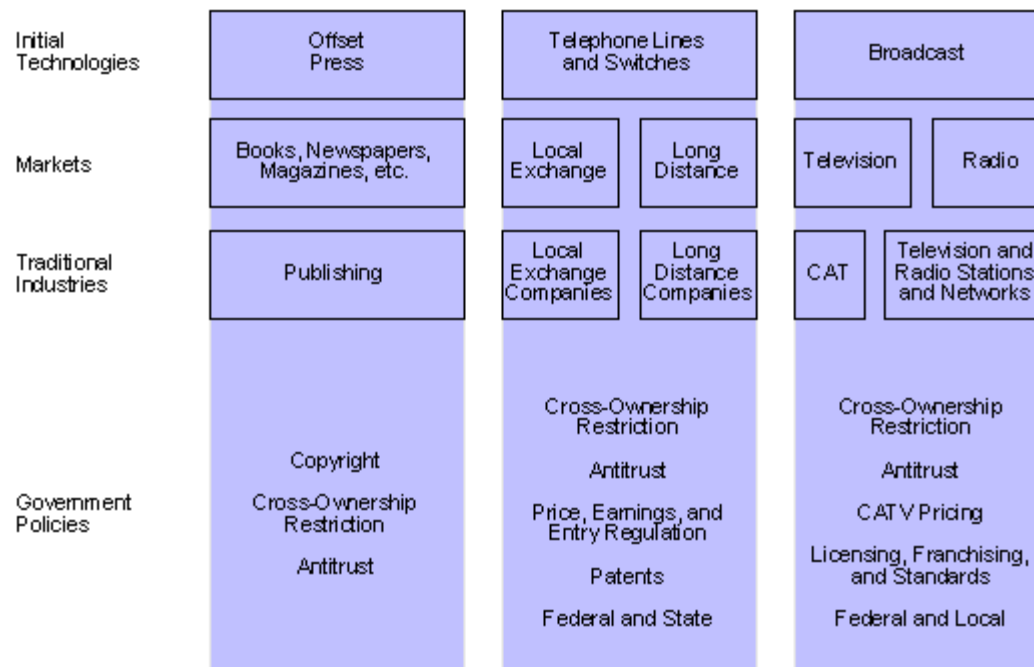 Initial
Technologies
Offset
Press
Telephone Lines
and Switches
Broadcast
Markets
Books, Newspapers,
Magazines, etc.
Local
Exchange
Long
Distance
Television
Radio
Traditional
Industries
Publishing
Local
Exchange
Companies
Long
Distance
Companies
CAT
Television and
Radio Stations
and Networks
Government
Policies
Copyright
Cross-Ownership
Restriction
Antitrust
Cross-Ownership
Restriction
Antitrust
Price, Earnings, and
Entry Regulation
Patents
Federal and State
Cross-Ownership
Restriction
Antitrust
CATV Pricing
Licensing, Franchising,
and Standards
Federal and Local